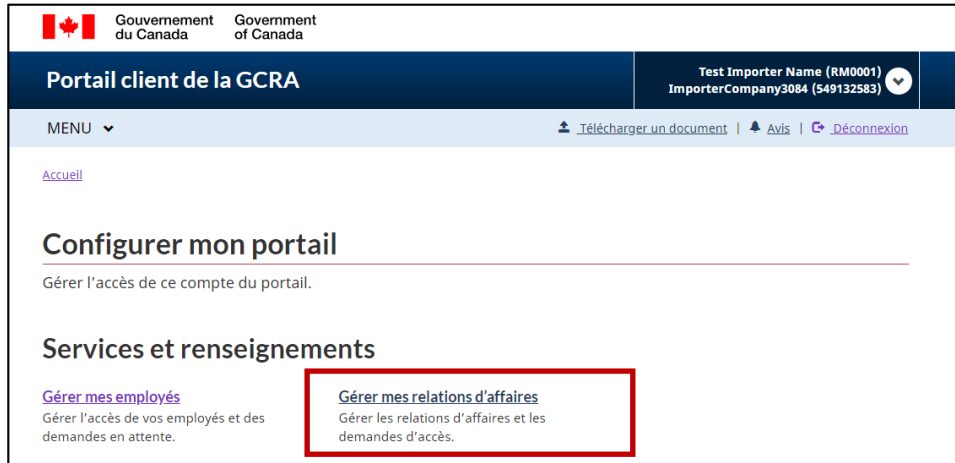 Gouvernement du Canada
Government of Canada
Portail client de la GCRA
Test Importer Name (RM0001)
ImporterCompany3084 (549132583)
MENU
Télécharger un document | Avis | Déconnexion
Accueil
Configurer mon portail
Gérer l'accès de ce compte du portail.
Services et renseignements
Gérer mes employés
Gérer l'accès de vos employés et des
demandes en attente.
Gérer mes relations d'affaires
Gérer les relations d'affaires et les
demandes d'accès.